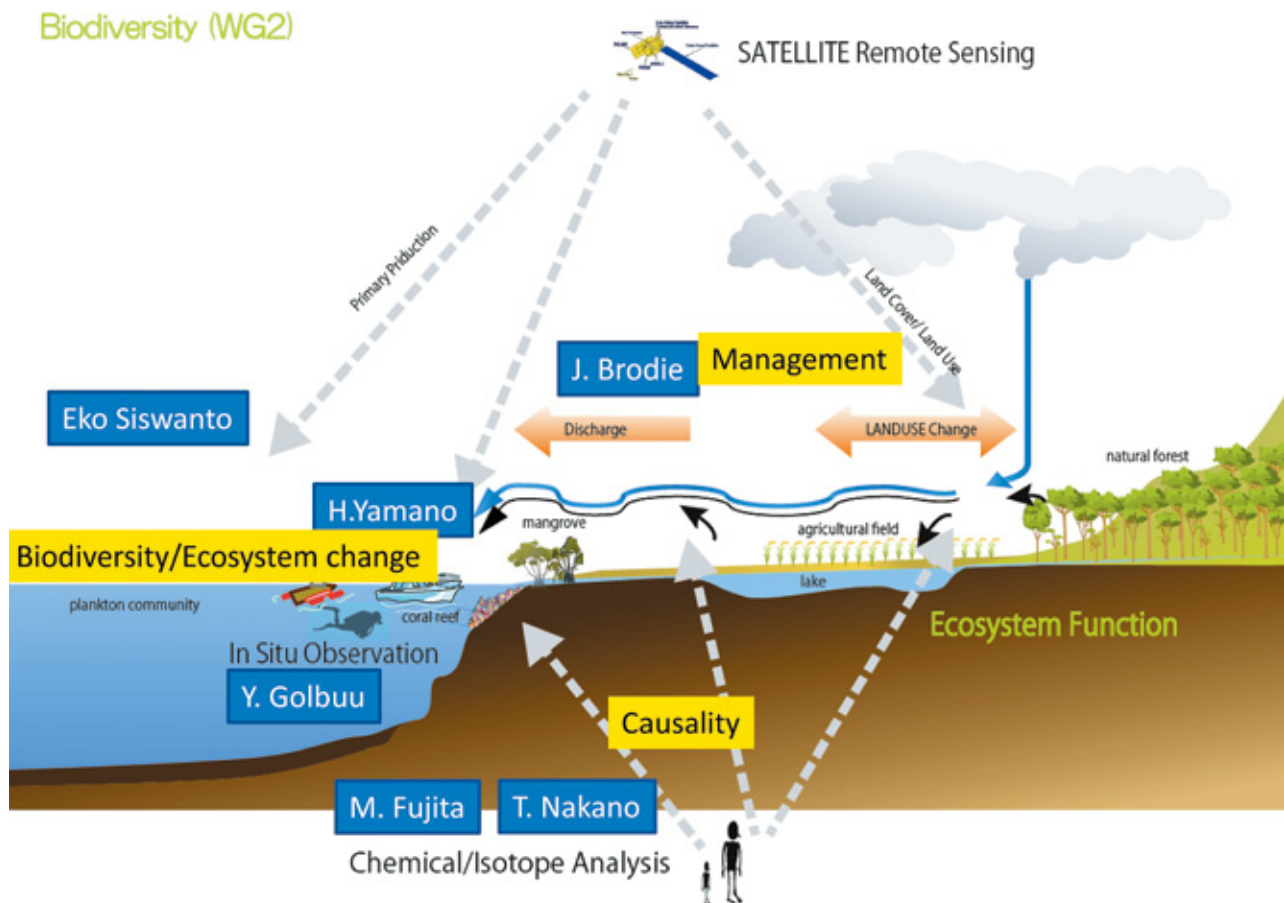 Biodiversity (WG2)
SATELLITE Remote Sensing
Primary Priduction
Land Cover/ Land Use
J. Brodie
Management
Eko Siswanto
Discharge
LANDUSE Change
natural forest
H.Yamano
mangrove
agricultural field
Biodiversity/Ecosystem change
lake
plankton community
coral reef
Ecosystem Function
In Situ Observation
Y. Golbuu
Causality
M. Fujita
T. Nakano
Chemical/Isotope Analysis